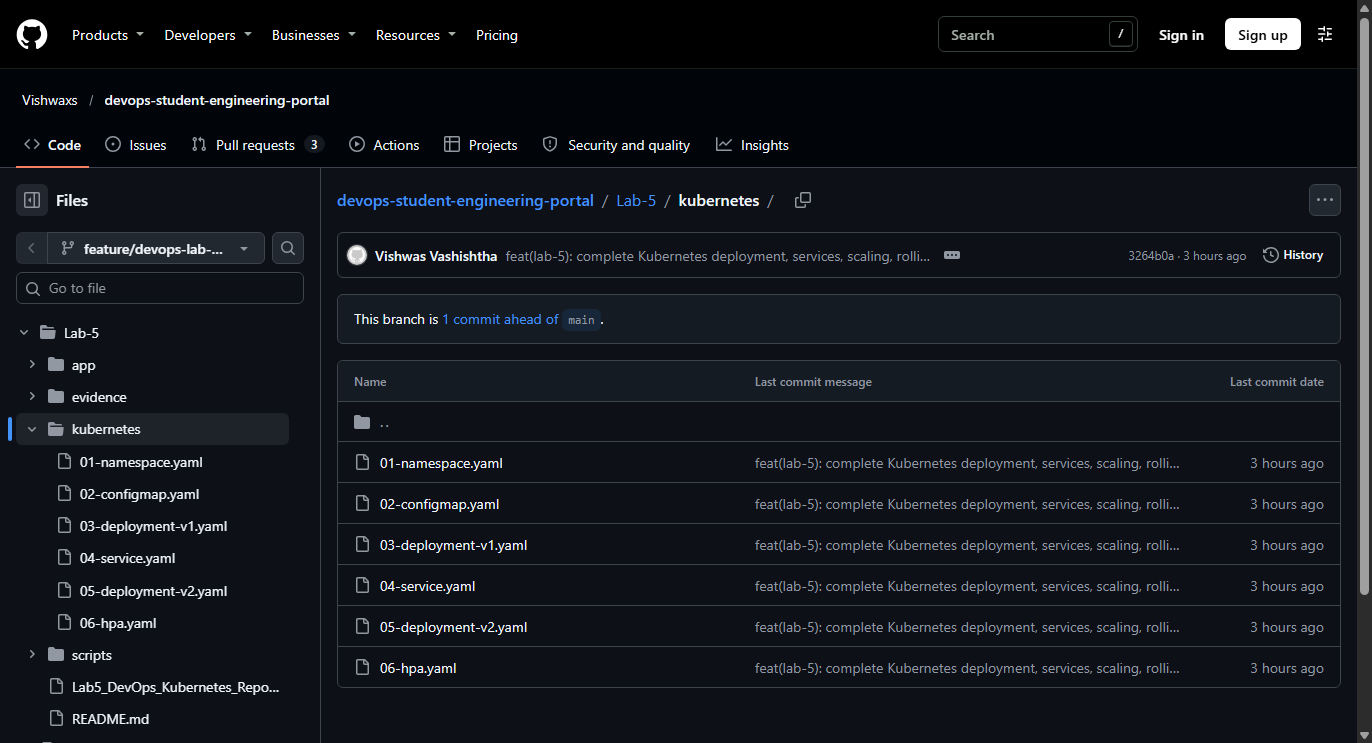 Products Developers Businesses Resources Pricing Search / Sign in Sign up
Vishwaxs / devops-student-engineering-portal
Code Issues Pull requests 3 Actions Projects Security and quality Insights
Files
feature/devops-lab-...
Go to file
Lab-5
app
evidence
kubernetes
01-namespace.yaml
02-configmap.yaml
03-deployment-v1.yaml
04-service.yaml
05-deployment-v2.yaml
06-hpa.yaml
scripts
Lab5_DevOps_Kubernetes_Repo...
README.md
devops-student-engineering-portal / Lab-5 / kubernetes /
Vishwas Vashishtha feat(lab-5): complete Kubernetes deployment, services, scaling, rolli... 3264b0a · 3 hours ago History
This branch is 1 commit ahead of main .
Name Last commit message Last commit date
..
01-namespace.yaml feat(lab-5): complete Kubernetes deployment, services, scaling, rolli... 3 hours ago
02-configmap.yaml feat(lab-5): complete Kubernetes deployment, services, scaling, rolli... 3 hours ago
03-deployment-v1.yaml feat(lab-5): complete Kubernetes deployment, services, scaling, rolli... 3 hours ago
04-service.yaml feat(lab-5): complete Kubernetes deployment, services, scaling, rolli... 3 hours ago
05-deployment-v2.yaml feat(lab-5): complete Kubernetes deployment, services, scaling, rolli... 3 hours ago
06-hpa.yaml feat(lab-5): complete Kubernetes deployment, services, scaling, rolli... 3 hours ago